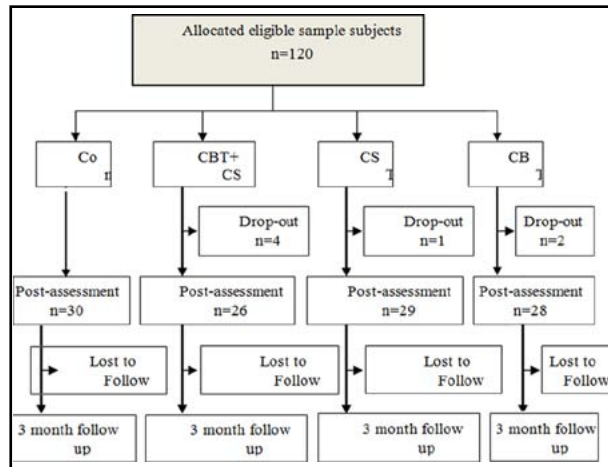 Allocated eligible sample subjects
n=120
Co
n
CBT+
CS
CS
T
CB
T
Drop-out
n=4
Drop-out
n=1
Drop-out
n=2
Post-assessment
n=30
Post-assessment
n=26
Post-assessment
n=29
Post-assessment
n=28
Lost to
Follow
Lost to
Follow
Lost to
Follow
Lost to
Follow
3 month follow
up
3 month follow
up
3 month follow
up
3 month follow
up